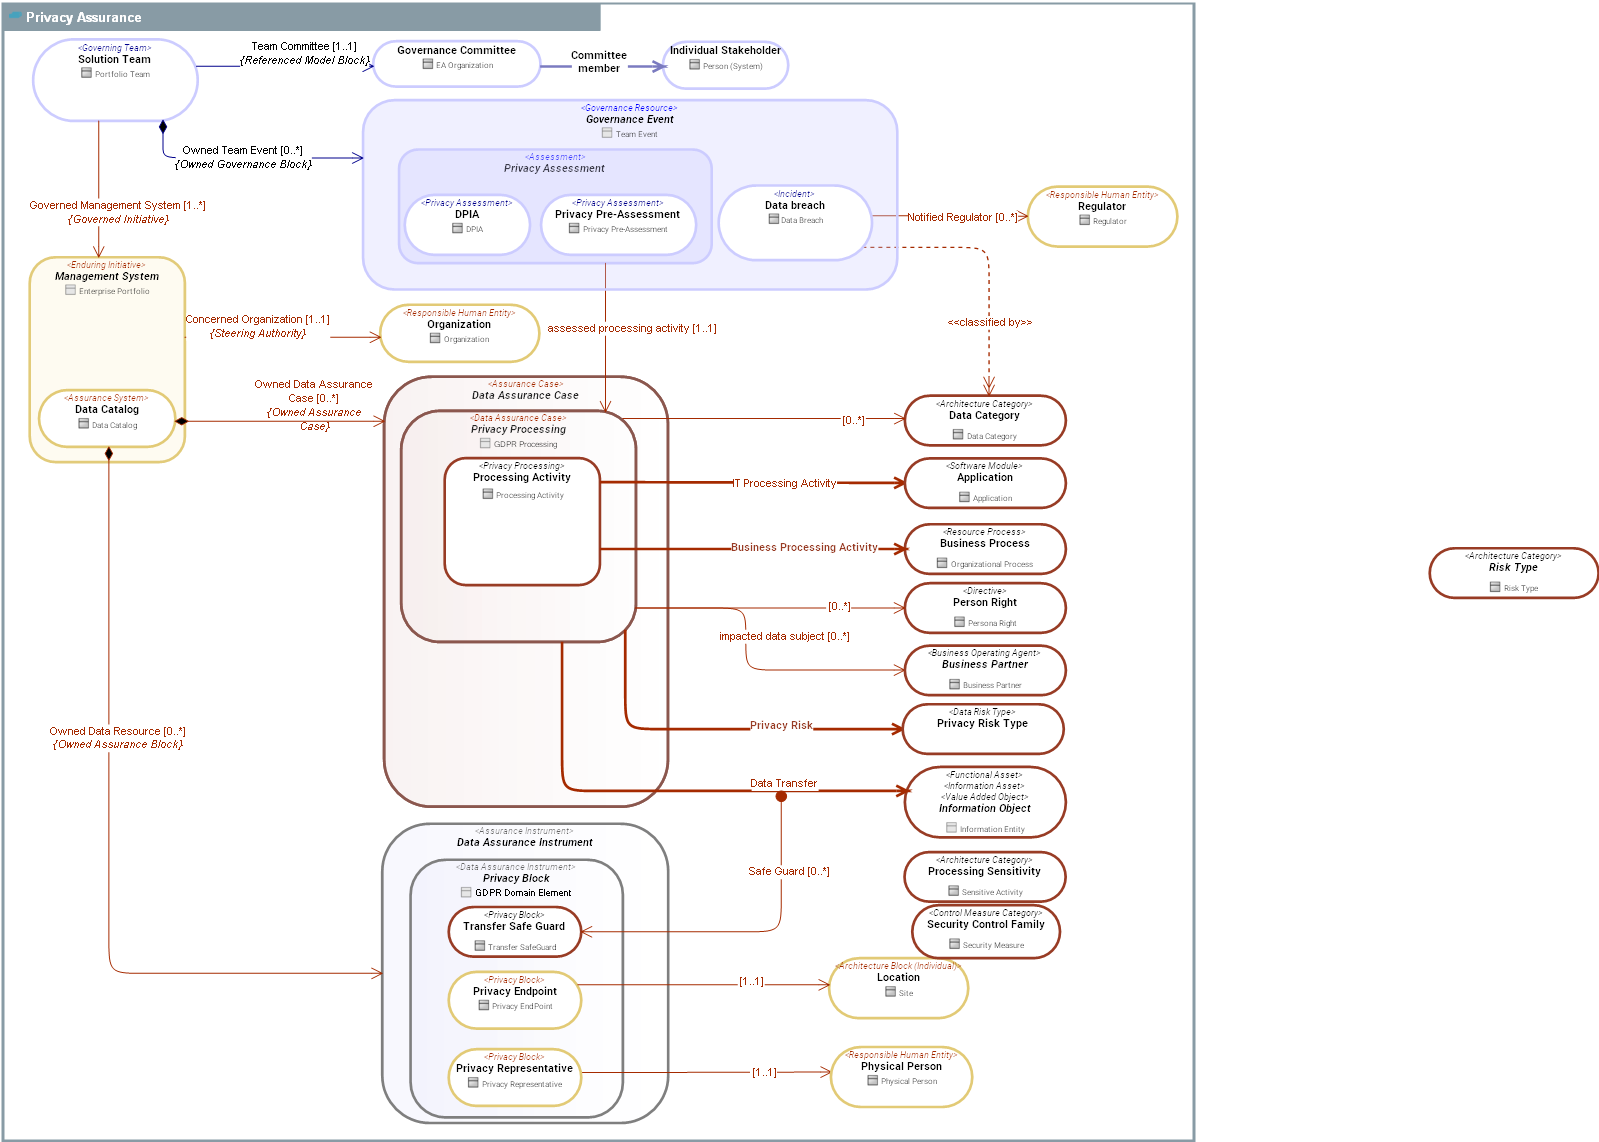 Privacy Assurance
<Governing Team>
Solution Team
Portfolio Team
Team Committee [1..1]
{Referenced Model Block}
Governance Committee
EA Organization
Committee
member
Individual Stakeholder
Person (System)
<Governance Resource>
Governance Event
Team Event
Owned Team Event [0..*]
{Owned Governance Block}
<Assessment>
Privacy Assessment
<Privacy Assessment>
DPIA
DPIA
<Privacy Assessment>
Privacy Pre-Assessment
Privacy Pre-Assessment
<Incident>
Data breach
Data Breach
Notified Regulator [0..*]
<Responsible Human Entity>
Regulator
Regulator
Governed Management System [1..*]
{Governed Initiative}
<Enduring Initiative>
Management System
Enterprise Portfolio
Concerned Organization [1..1]
{Steering Authority}
<Responsible Human Entity>
Organization
Organization
assessed processing activity [1..1]
<<classified by>>
<Assurance System>
Data Catalog
Data Catalog
Owned Data Assurance
Case [0..*]
{Owned Assurance
Case}
<Assurance Case>
Data Assurance Case
<Data Assurance Case>
Privacy Processing
GDPR Processing
<Privacy Processing>
Processing Activity
Processing Activity
[0..*]
<Architecture Category>
Data Category
Data Category
IT Processing Activity
<Software Module>
Application
Application
Business Processing Activity
<Resource Process>
Business Process
Organizational Process
<Architecture Category>
Risk Type
Risk Type
[0..*]
<Directive>
Person Right
Persona Right
impacted data subject [0..*]
<Business Operating Agent>
Business Partner
Business Partner
Privacy Risk
<Data Risk Type>
Privacy Risk Type
Owned Data Resource [0..*]
{Owned Assurance Block}
Data Transfer
<Functional Asset>
<Information Asset>
<Value Added Object>
Information Object
Information Entity
Safe Guard [0..*]
<Assurance Instrument>
Data Assurance Instrument
<Data Assurance Instrument>
Privacy Block
GDPR Domain Element
<Architecture Category>
Processing Sensitivity
Sensitive Activity
<Privacy Block>
Transfer Safe Guard
Transfer SafeGuard
<Control Measure Category>
Security Control Family
Security Measure
<Privacy Block>
Privacy Endpoint
Privacy EndPoint
[1..1]
<Architecture Block (Individual)>
Location
Site
<Privacy Block>
Privacy Representative
Privacy Representative
[1..1]
<Responsible Human Entity>
Physical Person
Physical Person